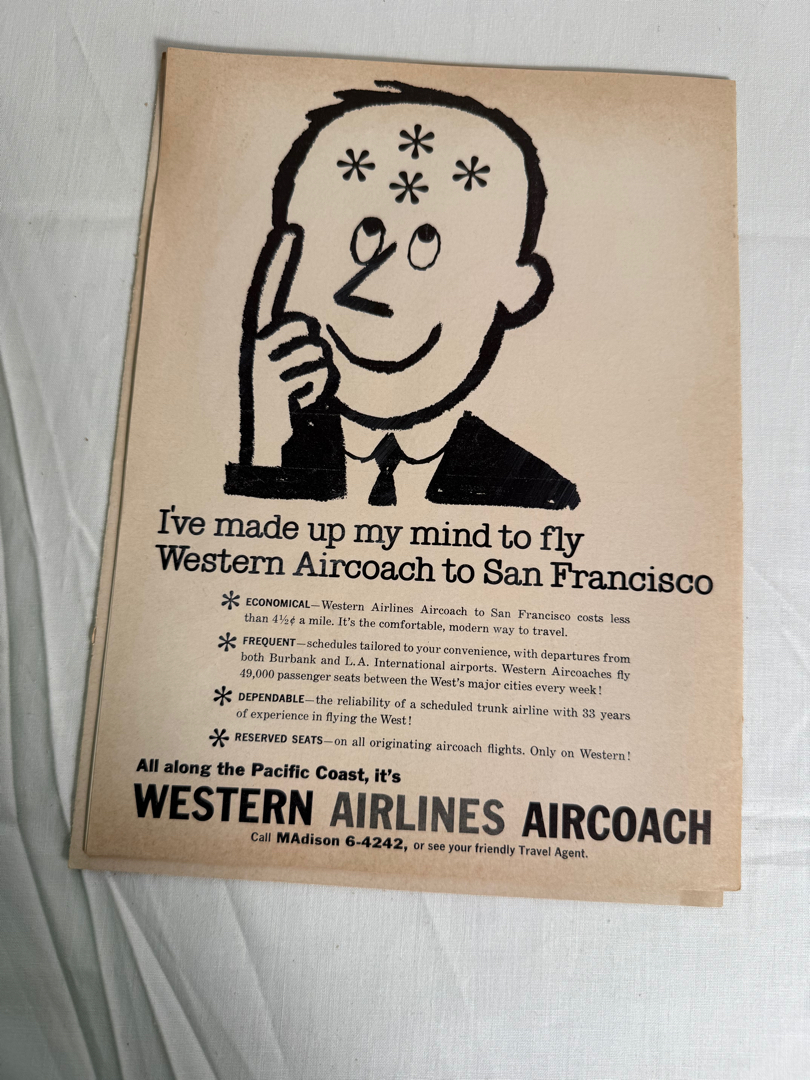 I've made up my mind to fly
Western Aircoach to San Francisco
* ECONOMICAL—Western Airlines Aircoach to San Francisco costs less
than 4½¢ a mile. It's the comfortable, modern way to travel.
* FREQUENT—schedules tailored to your convenience, with departures from
both Burbank and L.A. International airports. Western Aircoaches fly
49,000 passenger seats between the West's major cities every week!
* DEPENDABLE—the reliability of a scheduled trunk airline with 33 years
of experience in flying the West!
* RESERVED SEATS—on all originating aircoach flights. Only on Western!
All along the Pacific Coast, it's
WESTERN AIRLINES AIRCOACH
Call MAdison 6-4242, or see your friendly Travel Agent.